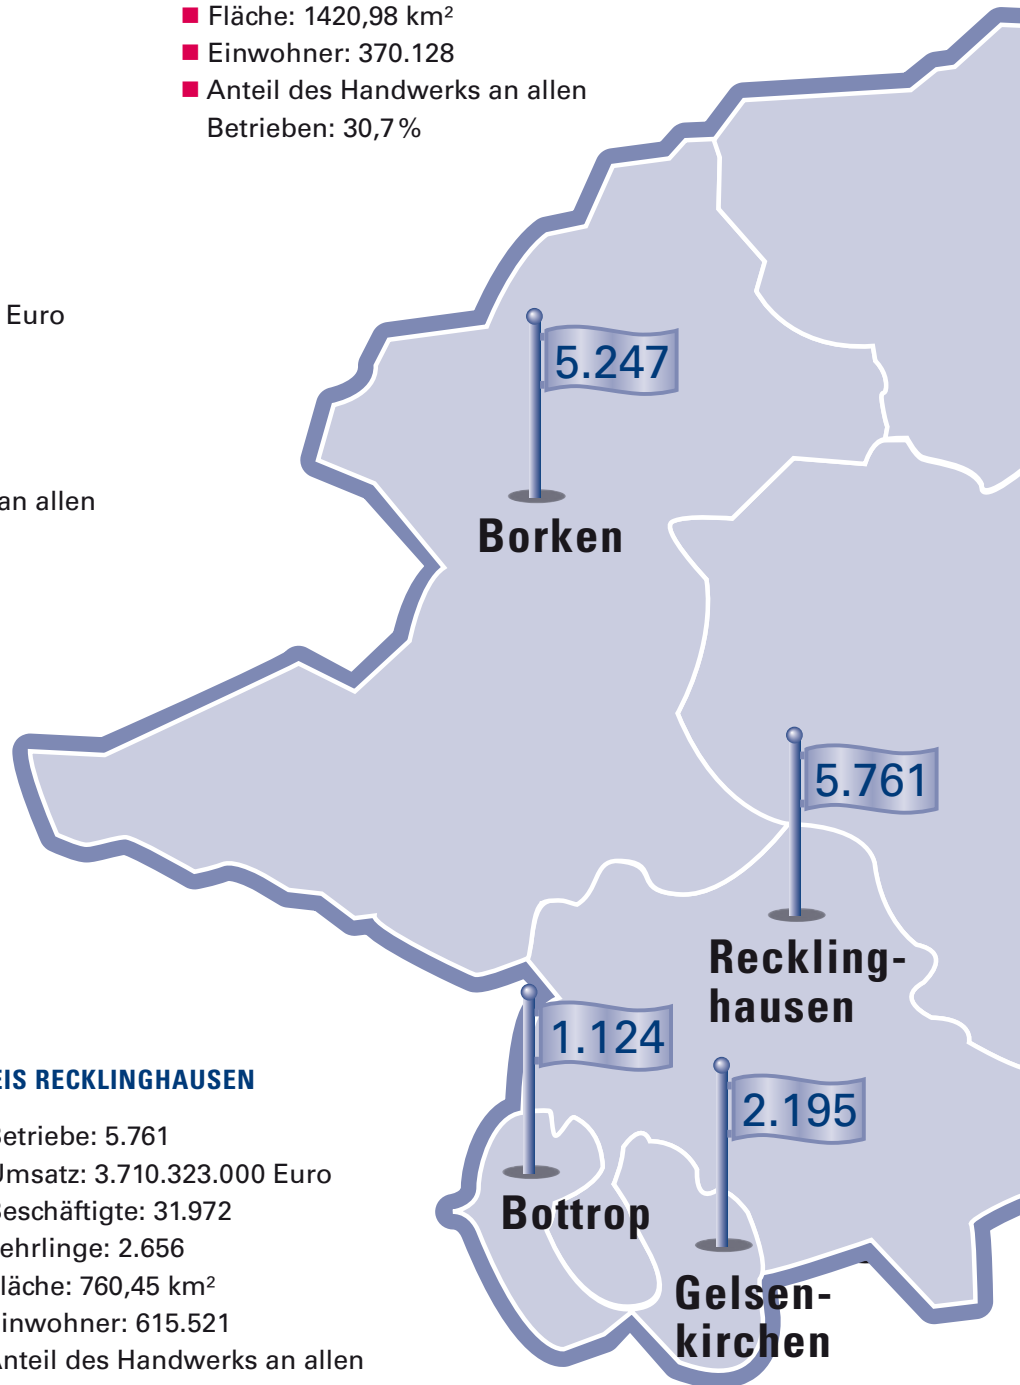 Fläche: 1420,98 km²
Einwohner: 370.128
Anteil des Handwerks an allen
Betrieben: 30,7 %
Euro
an allen
5.247
Borken
5.761
Reckling-
hausen
1.124
Bottrop
2.195
Gelsen-
kirchen
EIS RECKLINGHAUSEN
Betriebe: 5.761
Umsatz: 3.710.323.000 Euro
Beschäftigte: 31.972
ehrlinge: 2.656
läche: 760,45 km²
inwohner: 615.521
Anteil des Handwerks an allen